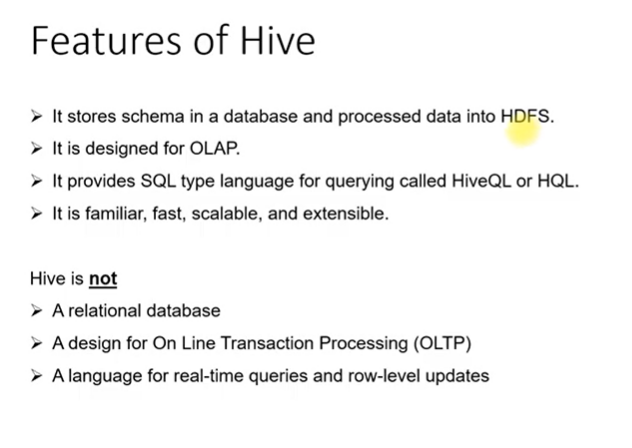 Features of Hive
➢ It stores schema in a database and processed data into HDFS.
➢ It is designed for OLAP.
➢ It provides SQL type language for querying called HiveQL or HQL.
➢ It is familiar, fast, scalable, and extensible.
Hive is not
➢ A relational database
➢ A design for On Line Transaction Processing (OLTP)
➢ A language for real-time queries and row-level updates